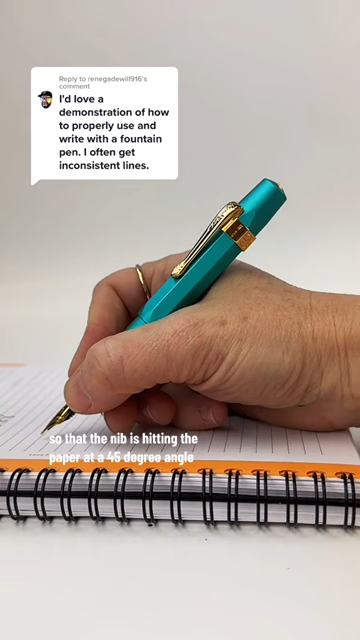 Reply to renegadewill916's
comment
I'd love a
demonstration of how
to properly use and
write with a fountain
pen. I often get
inconsistent lines.
so that the nib is hitting the
paper at a 45 degree angle